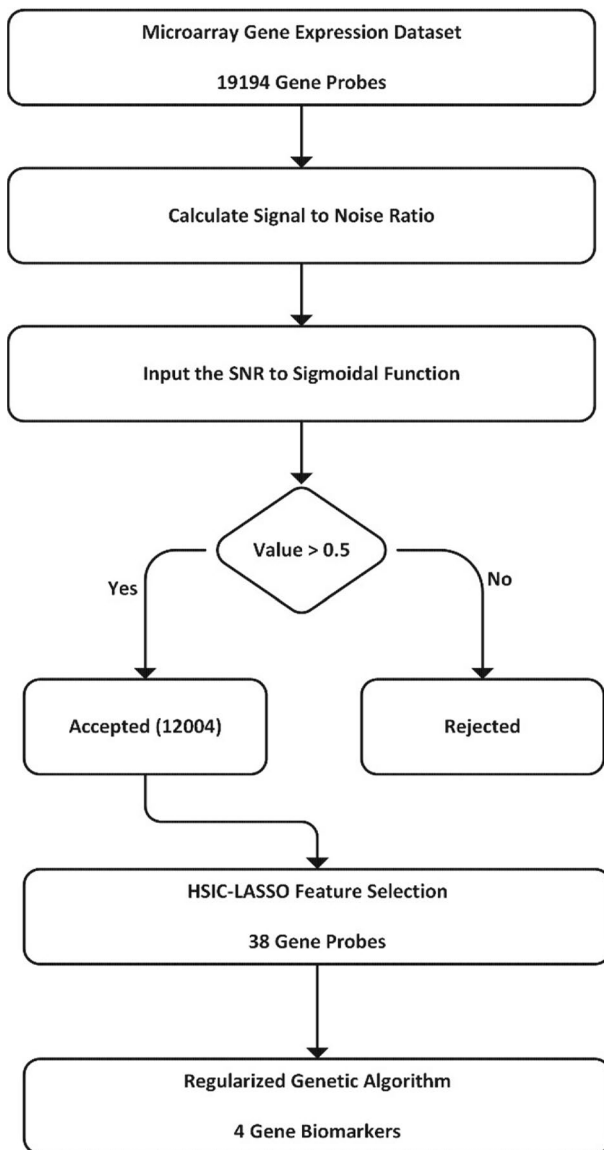 Microarray Gene Expression Dataset
19194 Gene Probes
Calculate Signal to Noise Ratio
Input the SNR to Sigmoidal Function
Value > 0.5
Yes
No
Accepted (12004)
Rejected
HSIC-LASSO Feature Selection
38 Gene Probes
Regularized Genetic Algorithm
4 Gene Biomarkers